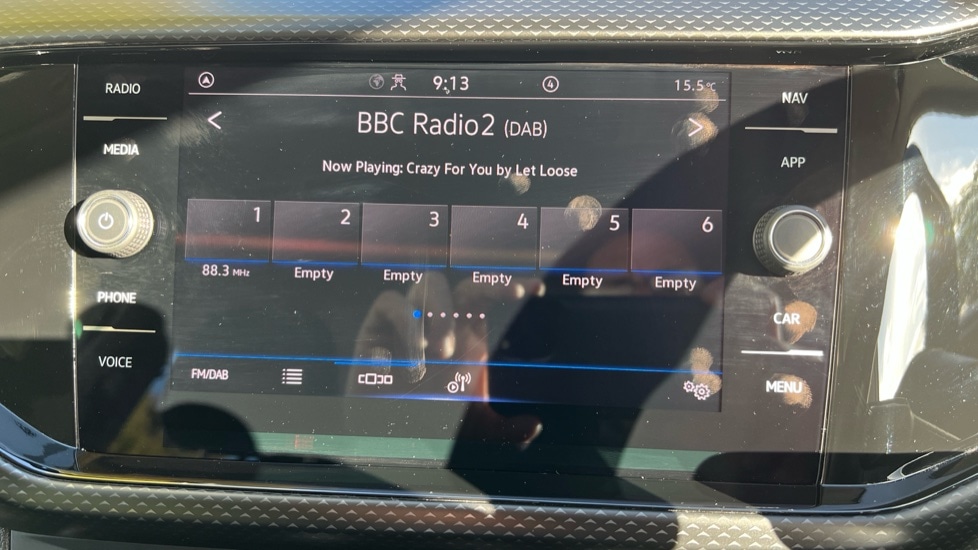 RADIO
MEDIA
PHONE
VOICE
9:13
4
15.5°C
BBC Radio2 (DAB)
Now Playing: Crazy For You by Let Loose
1 2 3 4 5 6
88.3 MHz Empty Empty Empty Empty Empty
FM/DAB
NAV
APP
CAR
MENU